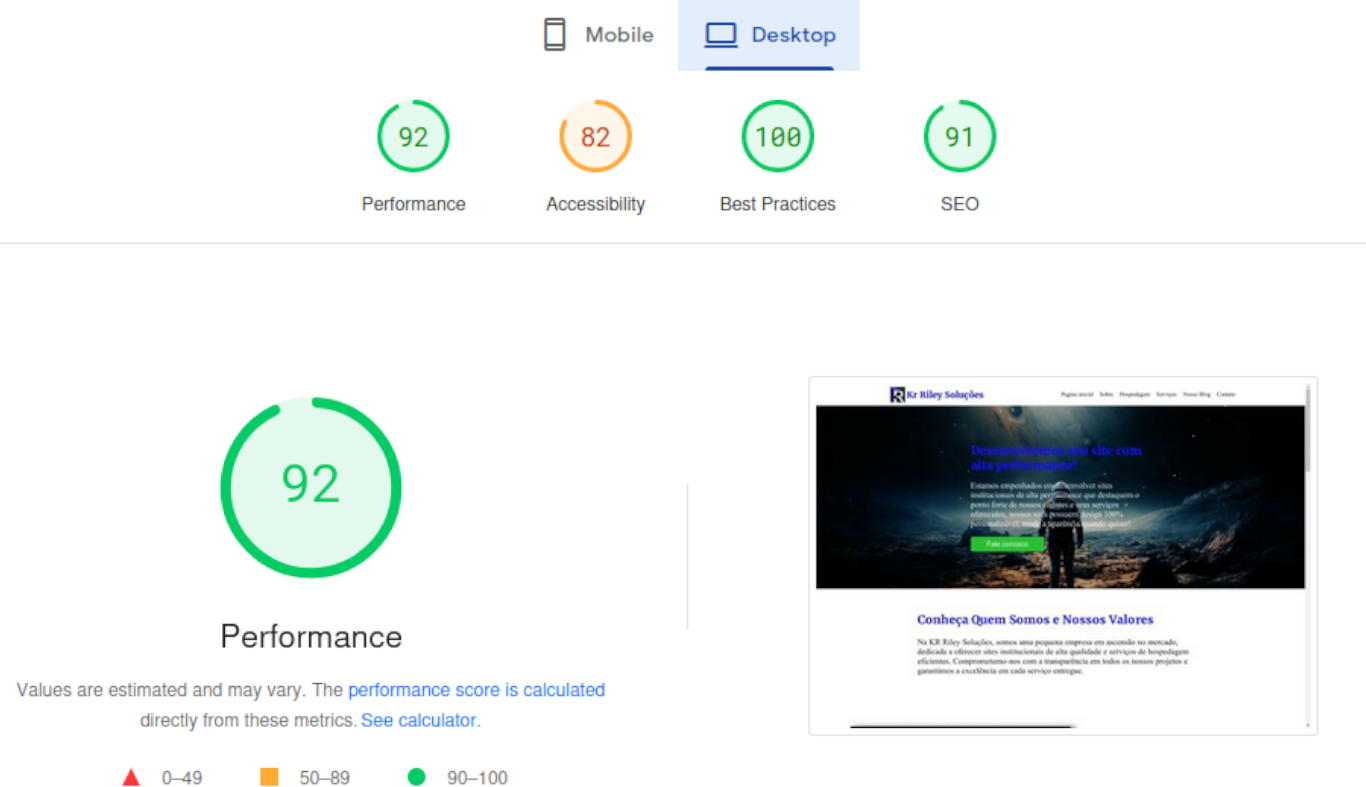 Mobile
Desktop
92
82
100
91
Performance
Accessibility
Best Practices
SEO
92
Performance
Values are estimated and may vary. The performance score is calculated
directly from these metrics. See calculator.
0–49
50–89
90–100
Kr Riley Soluções
Pagina inicial Sobre Hospedagem Serviços Nosso Blog Contato
Desenvolvemos seu site com
alta performance!
Estamos empenhados em desenvolver sites
institucionais de alta performance que destaquem o
ponto forte de nossos clientes e seus serviços
oferecidos, nossos sites possuem design 100%
personalizável, mude a aparência quando quiser!
Fale conosco
Conheça Quem Somos e Nossos Valores
Na KR Riley Soluções, somos uma pequena empresa em ascensão no mercado,
dedicada a oferecer sites institucionais de alta qualidade e serviços de hospedagem
eficientes. Comprometemo-nos com a transparência em todos os nossos projetos e
garantimos a excelência em cada serviço entregue.